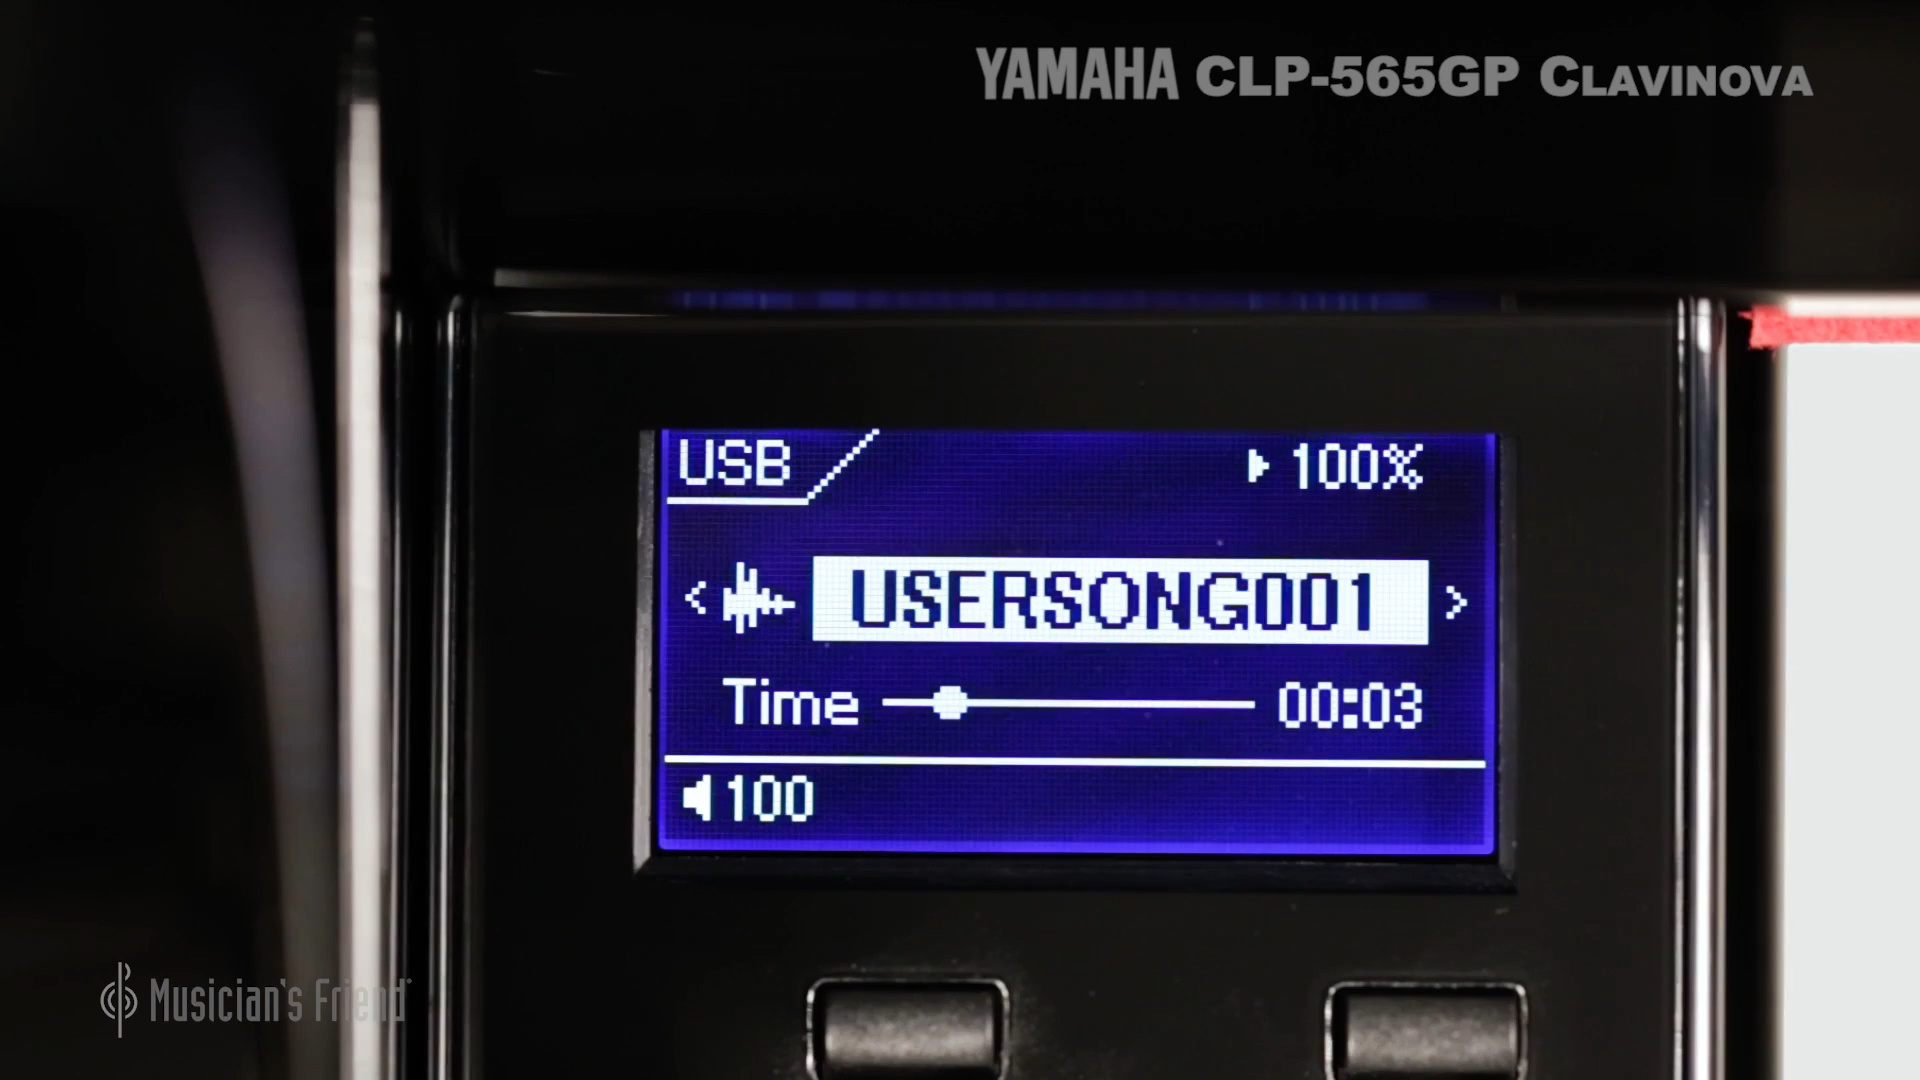 YAMAHA CLP-565GP CLAVINOVA
USB
100%
< USERSONG001 >
Time 00:03
100
Musician's Friend